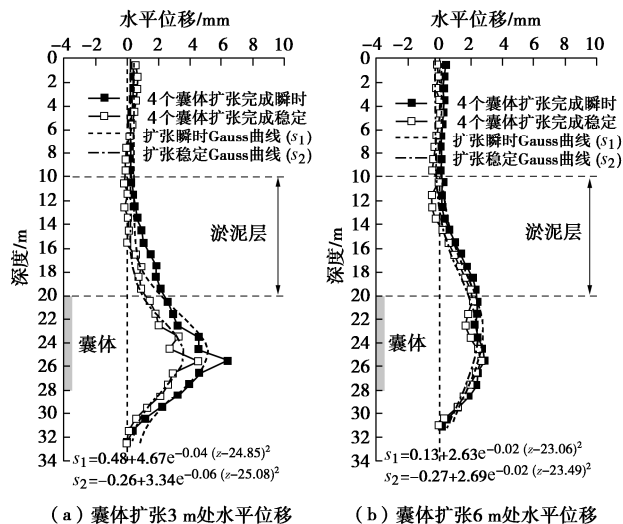 水平位移/mm
−4 −2 0 2 4 6 8 10
0
2
4
6
8
10
12
14
16
18
20
22
24
26
28
30
32
34
深度/m
4个囊体扩张完成瞬时
4个囊体扩张完成稳定
扩张瞬时Gauss曲线 (s₁)
扩张稳定Gauss曲线 (s₂)
淤泥层
囊体
s₁=0.48+4.67e^{−0.04 (z−24.85)²}
s₂=−0.26+3.34e^{−0.06 (z−25.08)²}
(a) 囊体扩张3 m处水平位移
水平位移/mm
−4 −2 0 2 4 6 8 10
0
2
4
6
8
10
12
14
16
18
20
22
24
26
28
30
32
34
深度/m
4个囊体扩张完成瞬时
4个囊体扩张完成稳定
扩张瞬时Gauss曲线 (s₁)
扩张稳定Gauss曲线 (s₂)
淤泥层
囊体
s₁=0.13+2.63e^{−0.02 (z−23.06)²}
s₂=−0.27+2.69e^{−0.02 (z−23.49)²}
(b) 囊体扩张6 m处水平位移